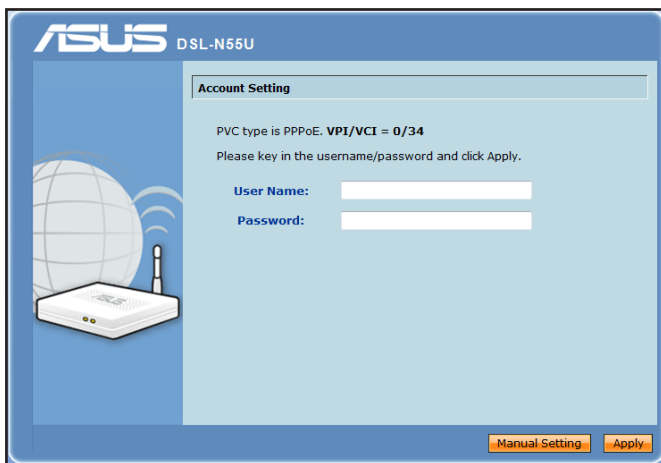 ASUS DSL-N55U
Account Setting
PVC type is PPPoE. VPI/VCI = 0/34
Please key in the username/password and click Apply.
User Name:
Password:
ASUS
Manual Setting Apply